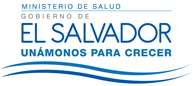 MINISTERIO DE SALUD
GOBIERNO DE
EL SALVADOR
UNÁMONOS PARA CRECER